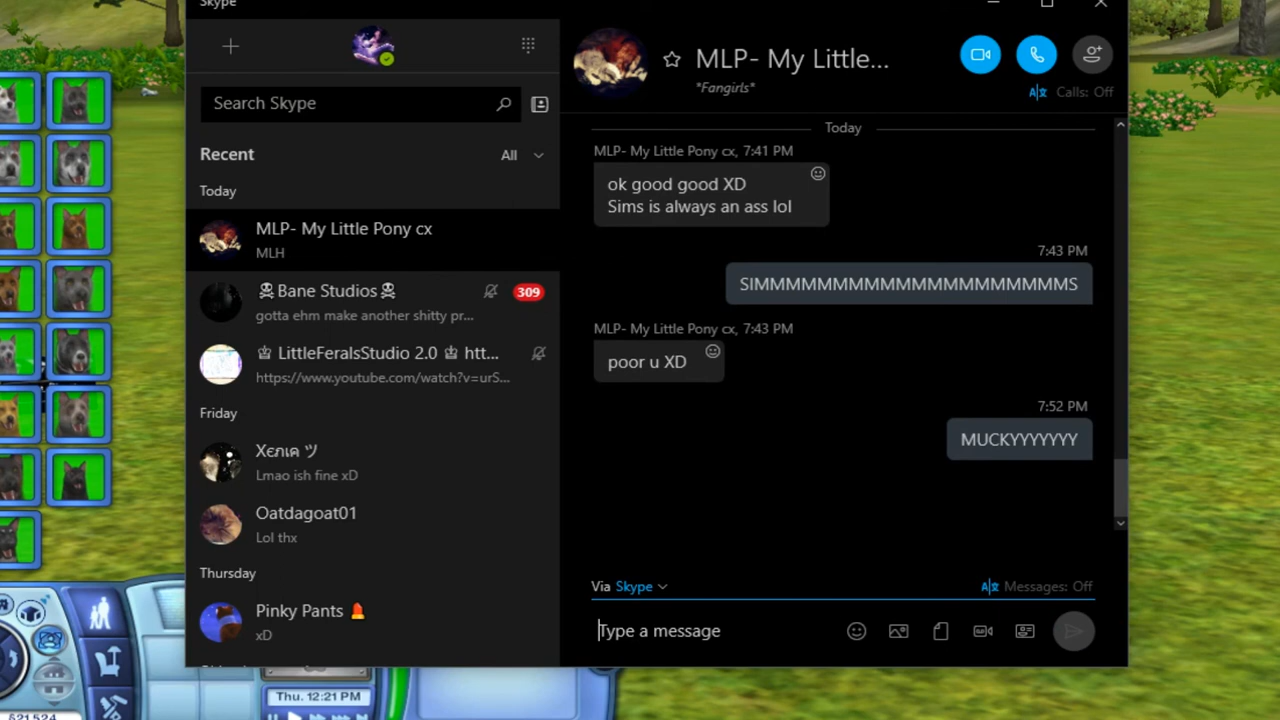 Skype
Search Skype
Recent
All
Today
MLP- My Little Pony cx
MLH
☠Bane Studios☠
309
gotta ehm make another shitty pr...
♔ LittleFeralsStudio 2.0 ♔ htt...
https://www.youtube.com/watch?v=urS...
Friday
Xєлιa ツ
Lmao ish fine xD
Oatdagoat01
Lol thx
Thursday
Pinky Pants
xD
MLP- My Little...
*Fangirls*
Calls: Off
Today
MLP- My Little Pony cx, 7:41 PM
ok good good XD
Sims is always an ass lol
7:43 PM
SIMMMMMMMMMMMMMMMMMMMMS
MLP- My Little Pony cx, 7:43 PM
poor u XD
7:52 PM
MUCKYYYYYYY
Via Skype
Messages: Off
Type a message
Thu. 12:21 PM